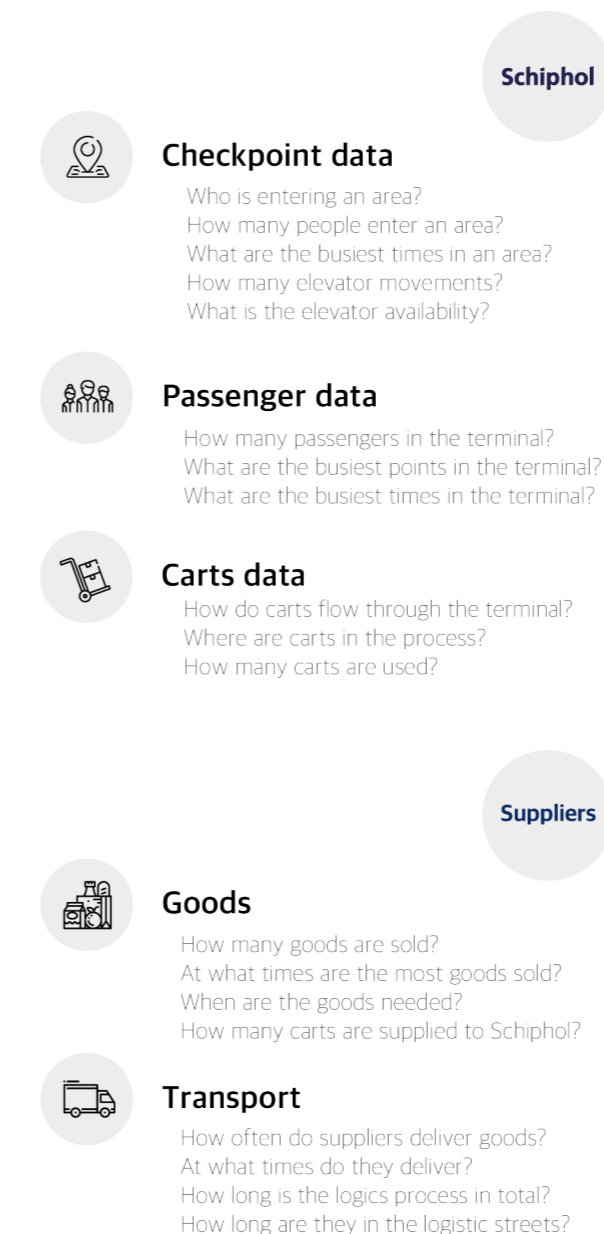 Schiphol
Checkpoint data
Who is entering an area?
How many people enter an area?
What are the busiest times in an area?
How many elevator movements?
What is the elevator availability?
Passenger data
How many passengers in the terminal?
What are the busiest points in the terminal?
What are the busiest times in the terminal?
Carts data
How do carts flow through the terminal?
Where are carts in the process?
How many carts are used?
Suppliers
Goods
How many goods are sold?
At what times are the most goods sold?
When are the goods needed?
How many carts are supplied to Schiphol?
Transport
How often do suppliers deliver goods?
At what times do they deliver?
How long is the logics process in total?
How long are they in the logistic streets?